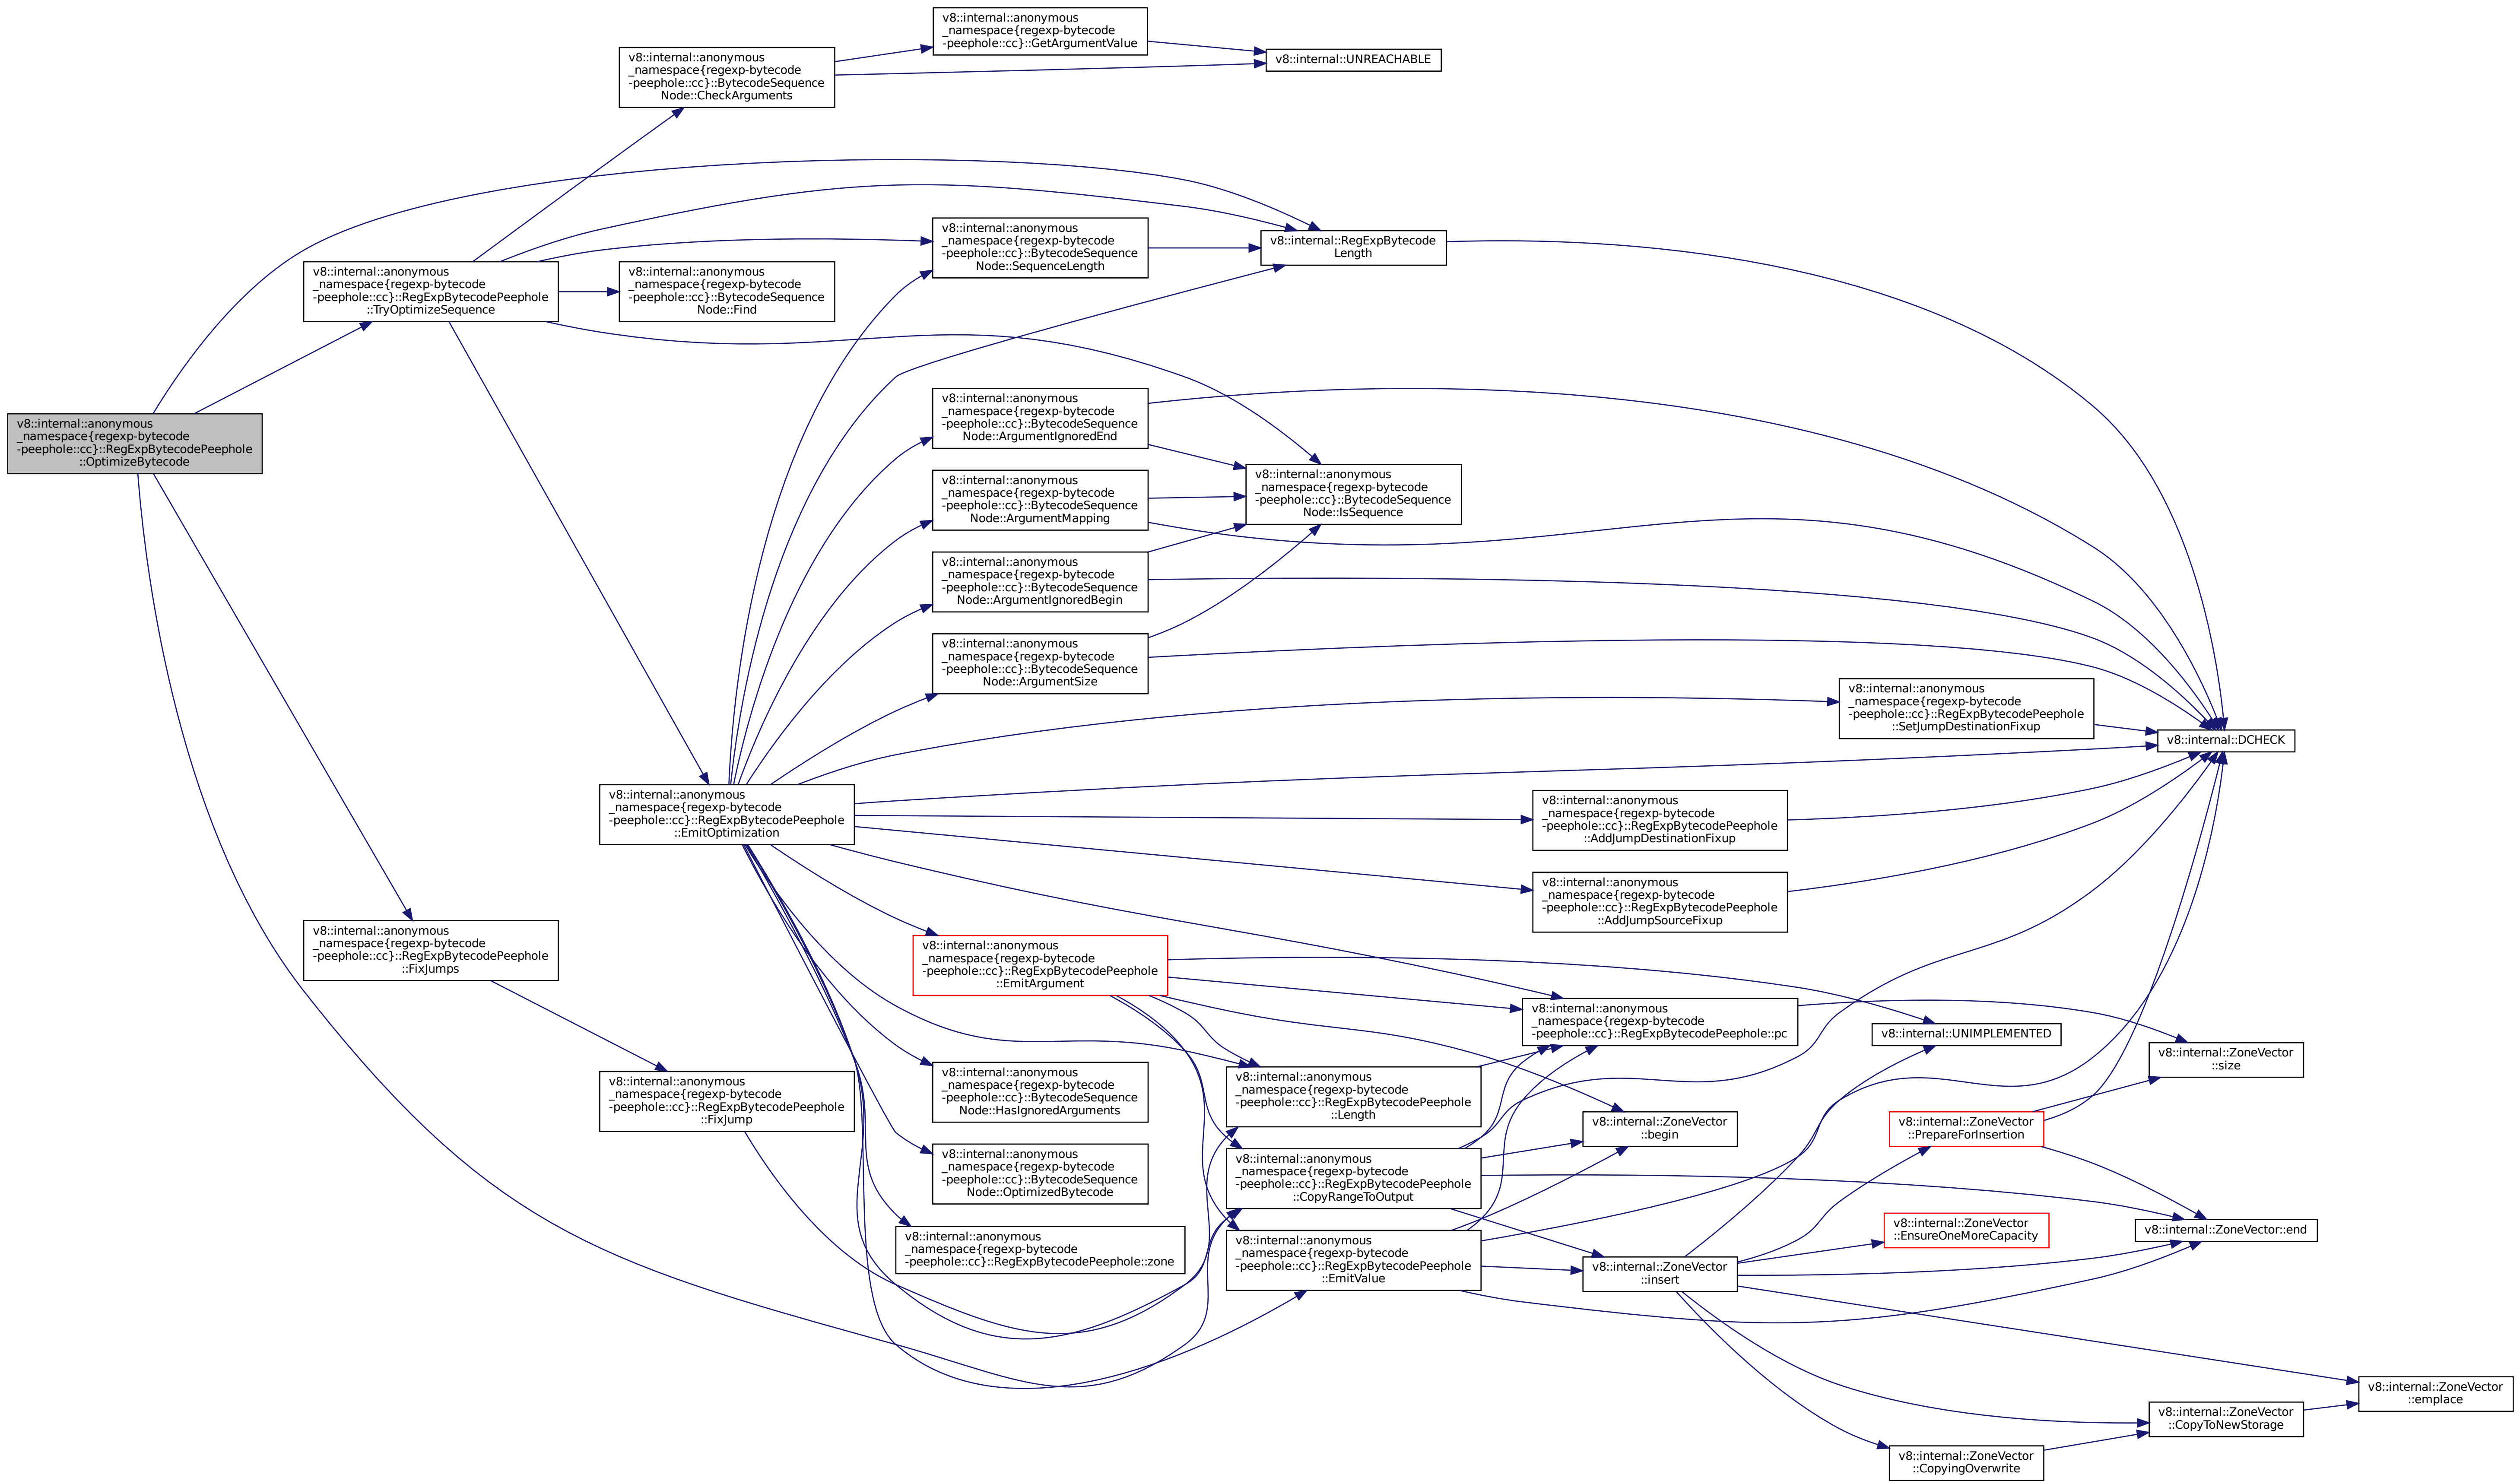 v8::internal::anonymous
_namespace{regexp-bytecode
-peephole::cc}::RegExpBytecodePeephole
::OptimizeBytecode
v8::internal::anonymous
_namespace{regexp-bytecode
-peephole::cc}::RegExpBytecodePeephole
::TryOptimizeSequence
v8::internal::anonymous
_namespace{regexp-bytecode
-peephole::cc}::RegExpBytecodePeephole
::FixJumps
v8::internal::anonymous
_namespace{regexp-bytecode
-peephole::cc}::BytecodeSequence
Node::CheckArguments
v8::internal::anonymous
_namespace{regexp-bytecode
-peephole::cc}::BytecodeSequence
Node::Find
v8::internal::anonymous
_namespace{regexp-bytecode
-peephole::cc}::RegExpBytecodePeephole
::EmitOptimization
v8::internal::anonymous
_namespace{regexp-bytecode
-peephole::cc}::RegExpBytecodePeephole
::FixJump
v8::internal::anonymous
_namespace{regexp-bytecode
-peephole::cc}::GetArgumentValue
v8::internal::anonymous
_namespace{regexp-bytecode
-peephole::cc}::BytecodeSequence
Node::SequenceLength
v8::internal::anonymous
_namespace{regexp-bytecode
-peephole::cc}::BytecodeSequence
Node::ArgumentIgnoredEnd
v8::internal::anonymous
_namespace{regexp-bytecode
-peephole::cc}::BytecodeSequence
Node::ArgumentMapping
v8::internal::anonymous
_namespace{regexp-bytecode
-peephole::cc}::BytecodeSequence
Node::ArgumentIgnoredBegin
v8::internal::anonymous
_namespace{regexp-bytecode
-peephole::cc}::BytecodeSequence
Node::ArgumentSize
v8::internal::anonymous
_namespace{regexp-bytecode
-peephole::cc}::RegExpBytecodePeephole
::EmitArgument
v8::internal::anonymous
_namespace{regexp-bytecode
-peephole::cc}::BytecodeSequence
Node::HasIgnoredArguments
v8::internal::anonymous
_namespace{regexp-bytecode
-peephole::cc}::BytecodeSequence
Node::OptimizedBytecode
v8::internal::anonymous
_namespace{regexp-bytecode
-peephole::cc}::RegExpBytecodePeephole::zone
v8::internal::UNREACHABLE
v8::internal::RegExpBytecode
Length
v8::internal::anonymous
_namespace{regexp-bytecode
-peephole::cc}::BytecodeSequence
Node::IsSequence
v8::internal::anonymous
_namespace{regexp-bytecode
-peephole::cc}::RegExpBytecodePeephole
::Length
v8::internal::anonymous
_namespace{regexp-bytecode
-peephole::cc}::RegExpBytecodePeephole
::CopyRangeToOutput
v8::internal::anonymous
_namespace{regexp-bytecode
-peephole::cc}::RegExpBytecodePeephole
::EmitValue
v8::internal::anonymous
_namespace{regexp-bytecode
-peephole::cc}::RegExpBytecodePeephole
::AddJumpDestinationFixup
v8::internal::anonymous
_namespace{regexp-bytecode
-peephole::cc}::RegExpBytecodePeephole
::AddJumpSourceFixup
v8::internal::anonymous
_namespace{regexp-bytecode
-peephole::cc}::RegExpBytecodePeephole::pc
v8::internal::ZoneVector
::begin
v8::internal::ZoneVector
::insert
v8::internal::anonymous
_namespace{regexp-bytecode
-peephole::cc}::RegExpBytecodePeephole
::SetJumpDestinationFixup
v8::internal::UNIMPLEMENTED
v8::internal::ZoneVector
::PrepareForInsertion
v8::internal::ZoneVector
::EnsureOneMoreCapacity
v8::internal::ZoneVector
::CopyingOverwrite
v8::internal::DCHECK
v8::internal::ZoneVector
::size
v8::internal::ZoneVector::end
v8::internal::ZoneVector
::CopyToNewStorage
v8::internal::ZoneVector
::emplace